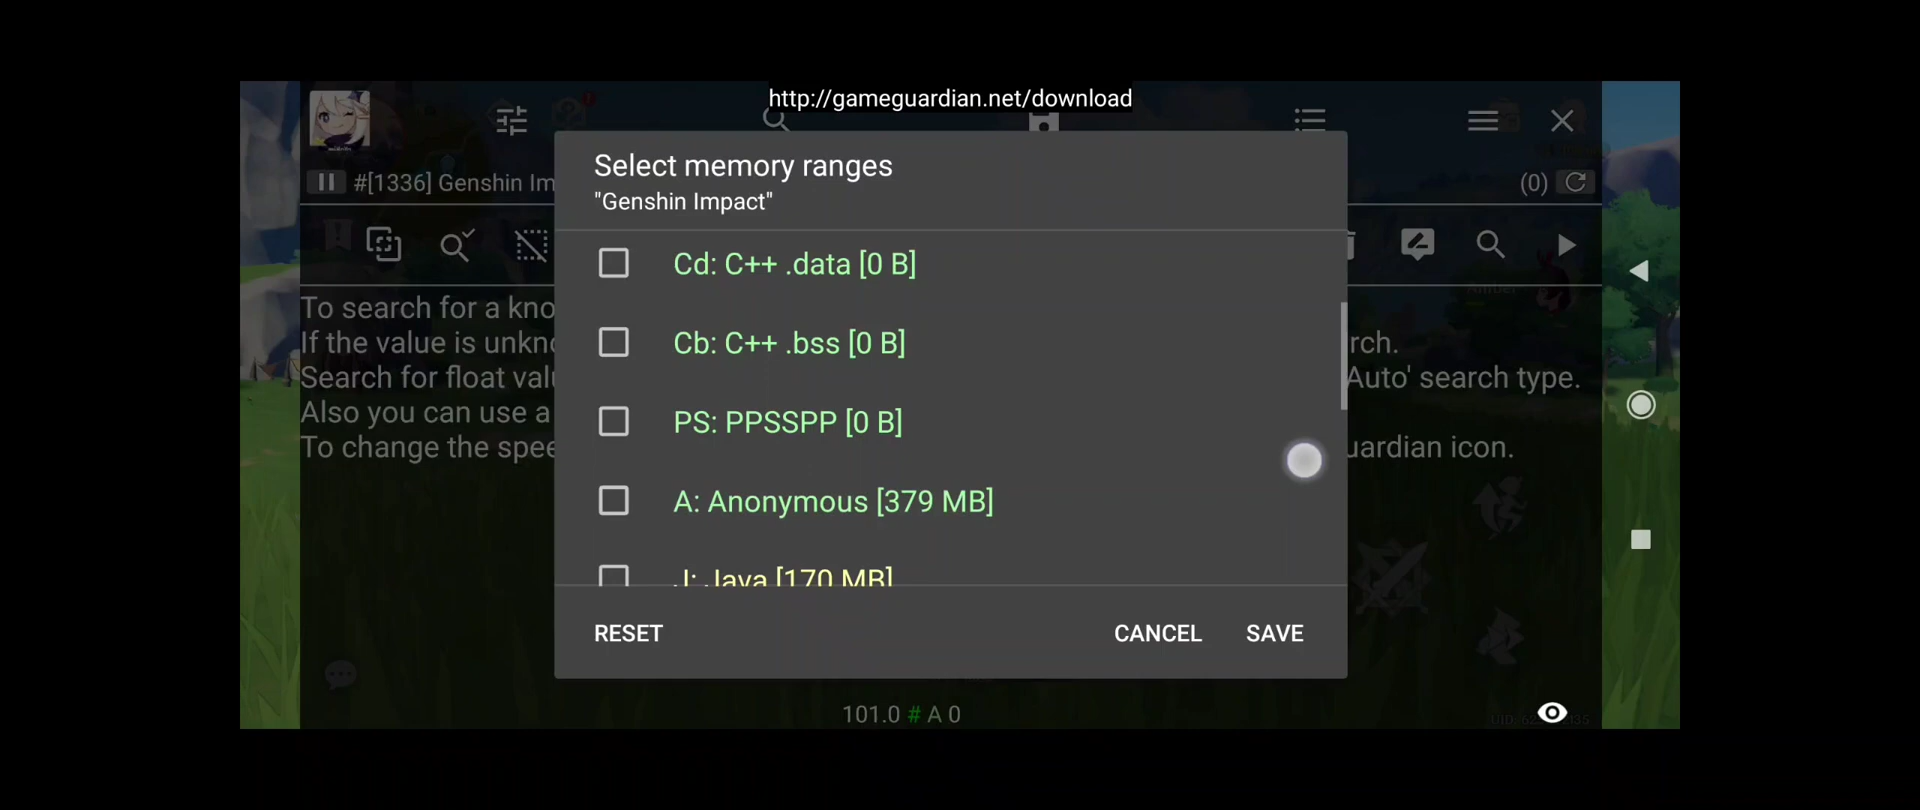 http://gameguardian.net/download
Select memory ranges
"Genshin Impact"
#[1336] Genshin Im
(0)
Cd: C++ .data [0 B]
To search for a kno
If the value is unkno
rch.
Cb: C++ .bss [0 B]
Search for float valu
Auto' search type.
Also you can use a
PS: PPSSPP [0 B]
To change the spee
uardian icon.
A: Anonymous [379 MB]
J: Java [170 MB]
RESET
CANCEL
SAVE
101.0 # A 0